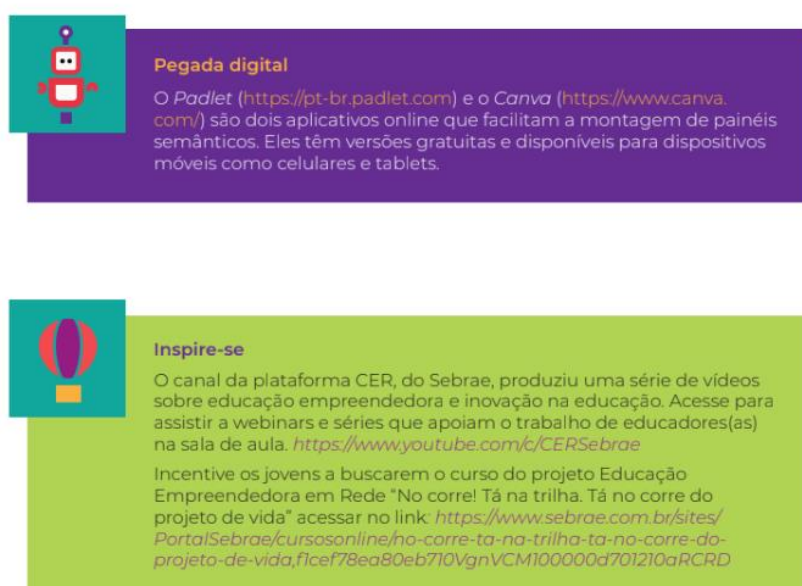 Pegada digital
O Padlet (https://pt-br.padlet.com) e o Canva (https://www.canva.
com/) são dois aplicativos online que facilitam a montagem de painéis
semânticos. Eles têm versões gratuitas e disponíveis para dispositivos
móveis como celulares e tablets.
Inspire-se
O canal da plataforma CER, do Sebrae, produziu uma série de vídeos
sobre educação empreendedora e inovação na educação. Acesse para
assistir a webinars e séries que apoiam o trabalho de educadores(as)
na sala de aula. https://www.youtube.com/c/CERSebrae
Incentive os jovens a buscarem o curso do projeto Educação
Empreendedora em Rede "No corre! Tá na trilha. Tá no corre do
projeto de vida" acessar no link: https://www.sebrae.com.br/sites/
PortalSebrae/cursosonline/no-corre-ta-na-trilha-ta-no-corre-do-
projeto-de-vida,f1cef78ea80eb710VgnVCM100000d701210aRCRD